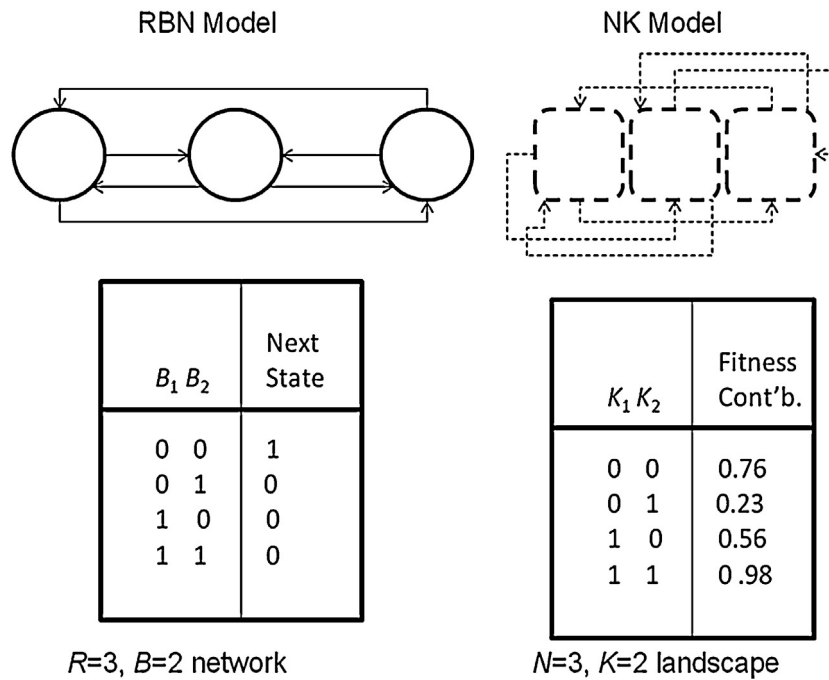 RBN Model
NK Model
B1 B2
Next
State
0 0 1
0 1 0
1 0 0
1 1 0
R=3, B=2 network
K1 K2
Fitness
Cont'b.
0 0 0.76
0 1 0.23
1 0 0.56
1 1 0 .98
N=3, K=2 landscape